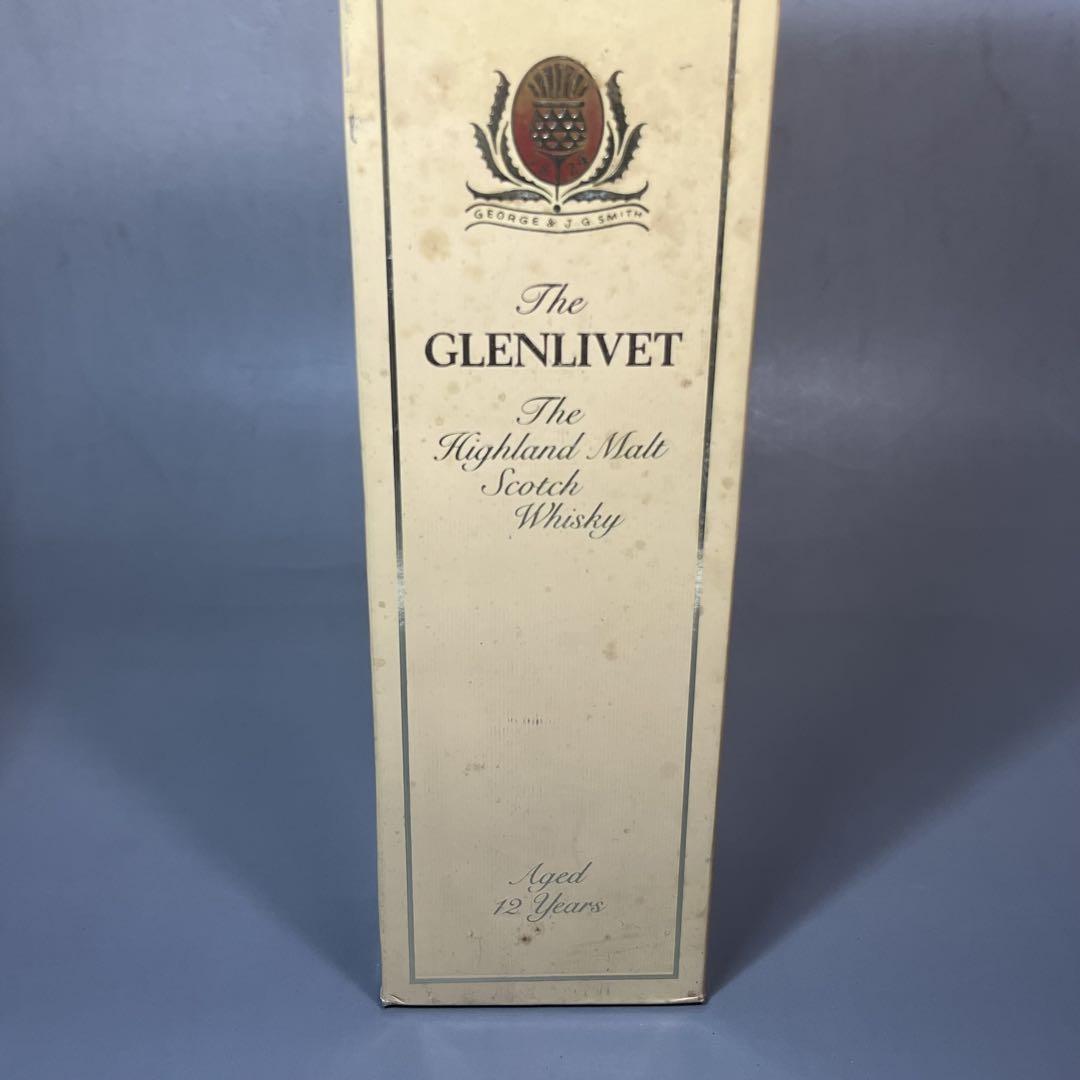 GEORGE & J. G. SMITH
The
GLENLIVET
The
Highland Malt
Scotch
Whisky
Aged
12 Years